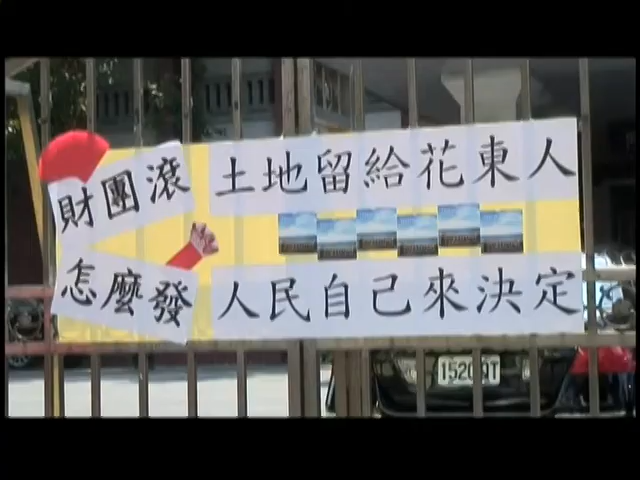 財團滾
土地留給花東人
怎麼發
人民自己來決定